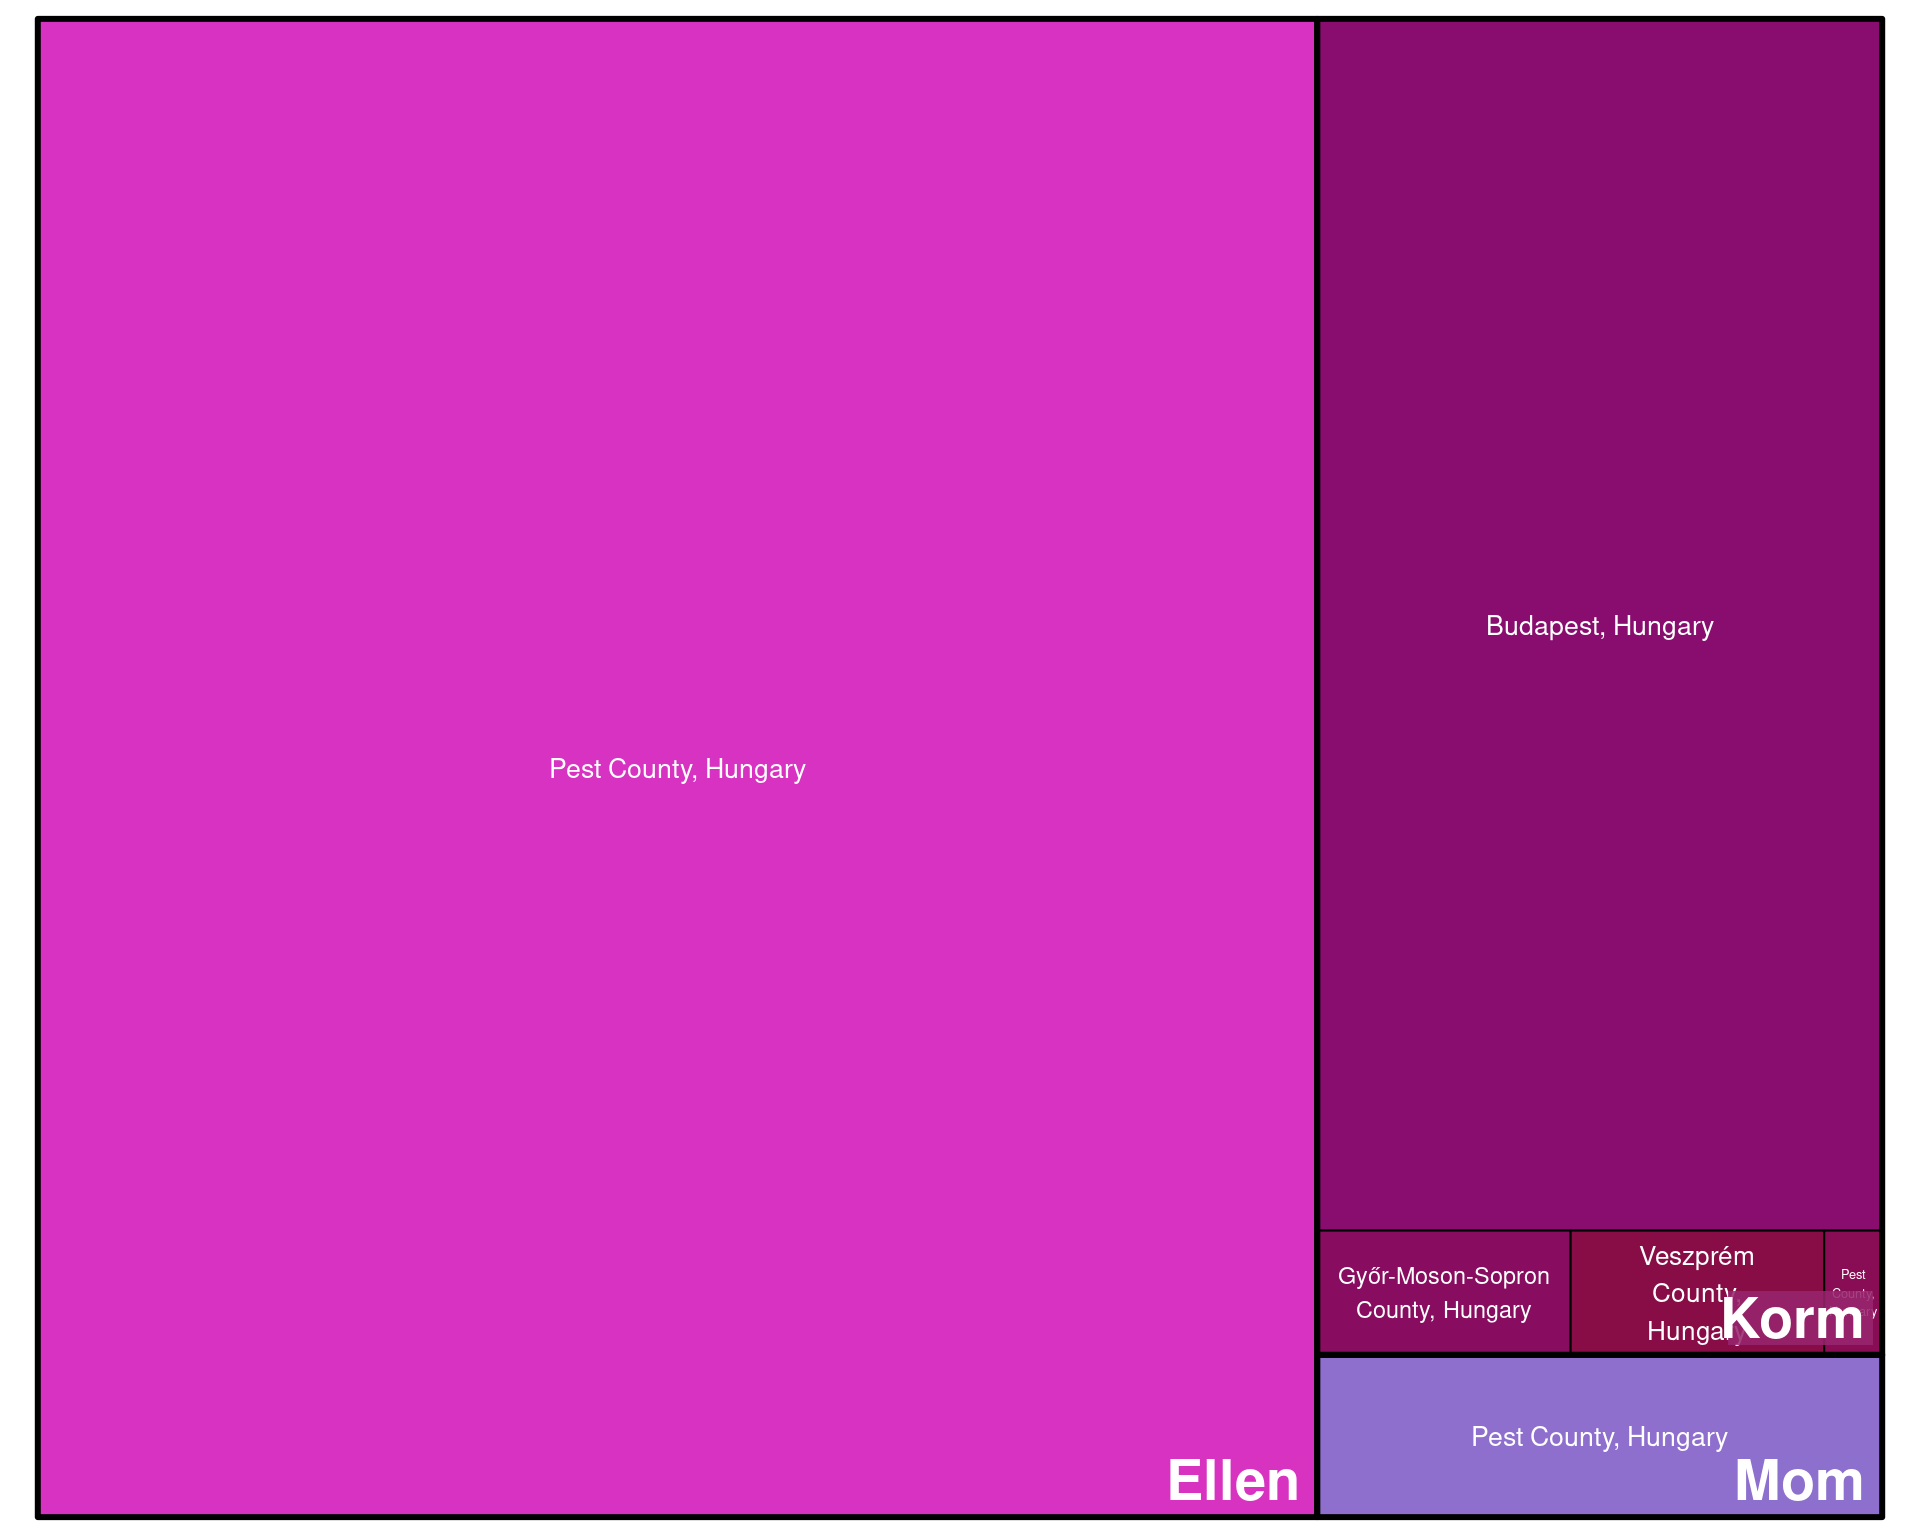 Pest County, Hungary
Ellen
Budapest, Hungary
Győr-Moson-Sopron
County, Hungary
Veszprém
County,
Hungary
Pest
County,
Korm
Pest County, Hungary
Mom